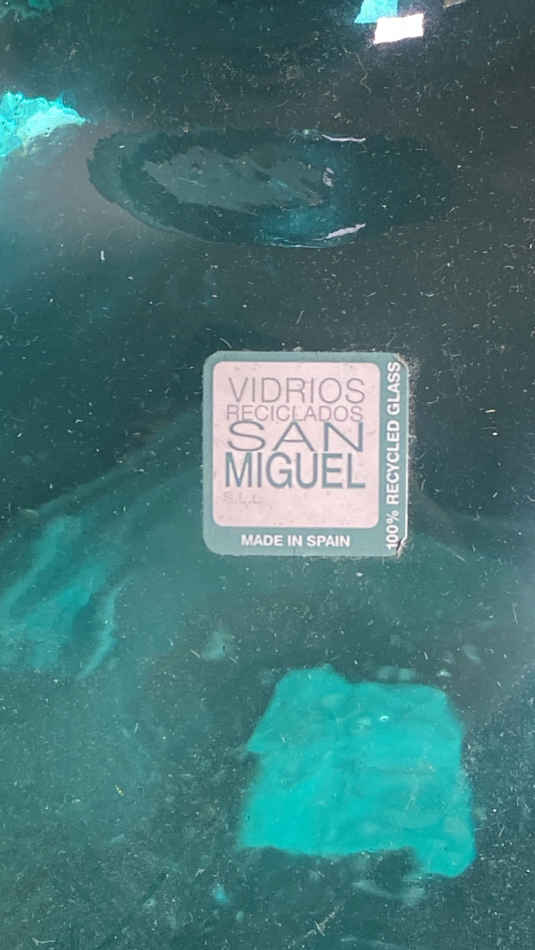 VIDRIOS
RECICLADOS
SAN
MIGUEL
S.L.L.
MADE IN SPAIN
100% RECYCLED GLASS